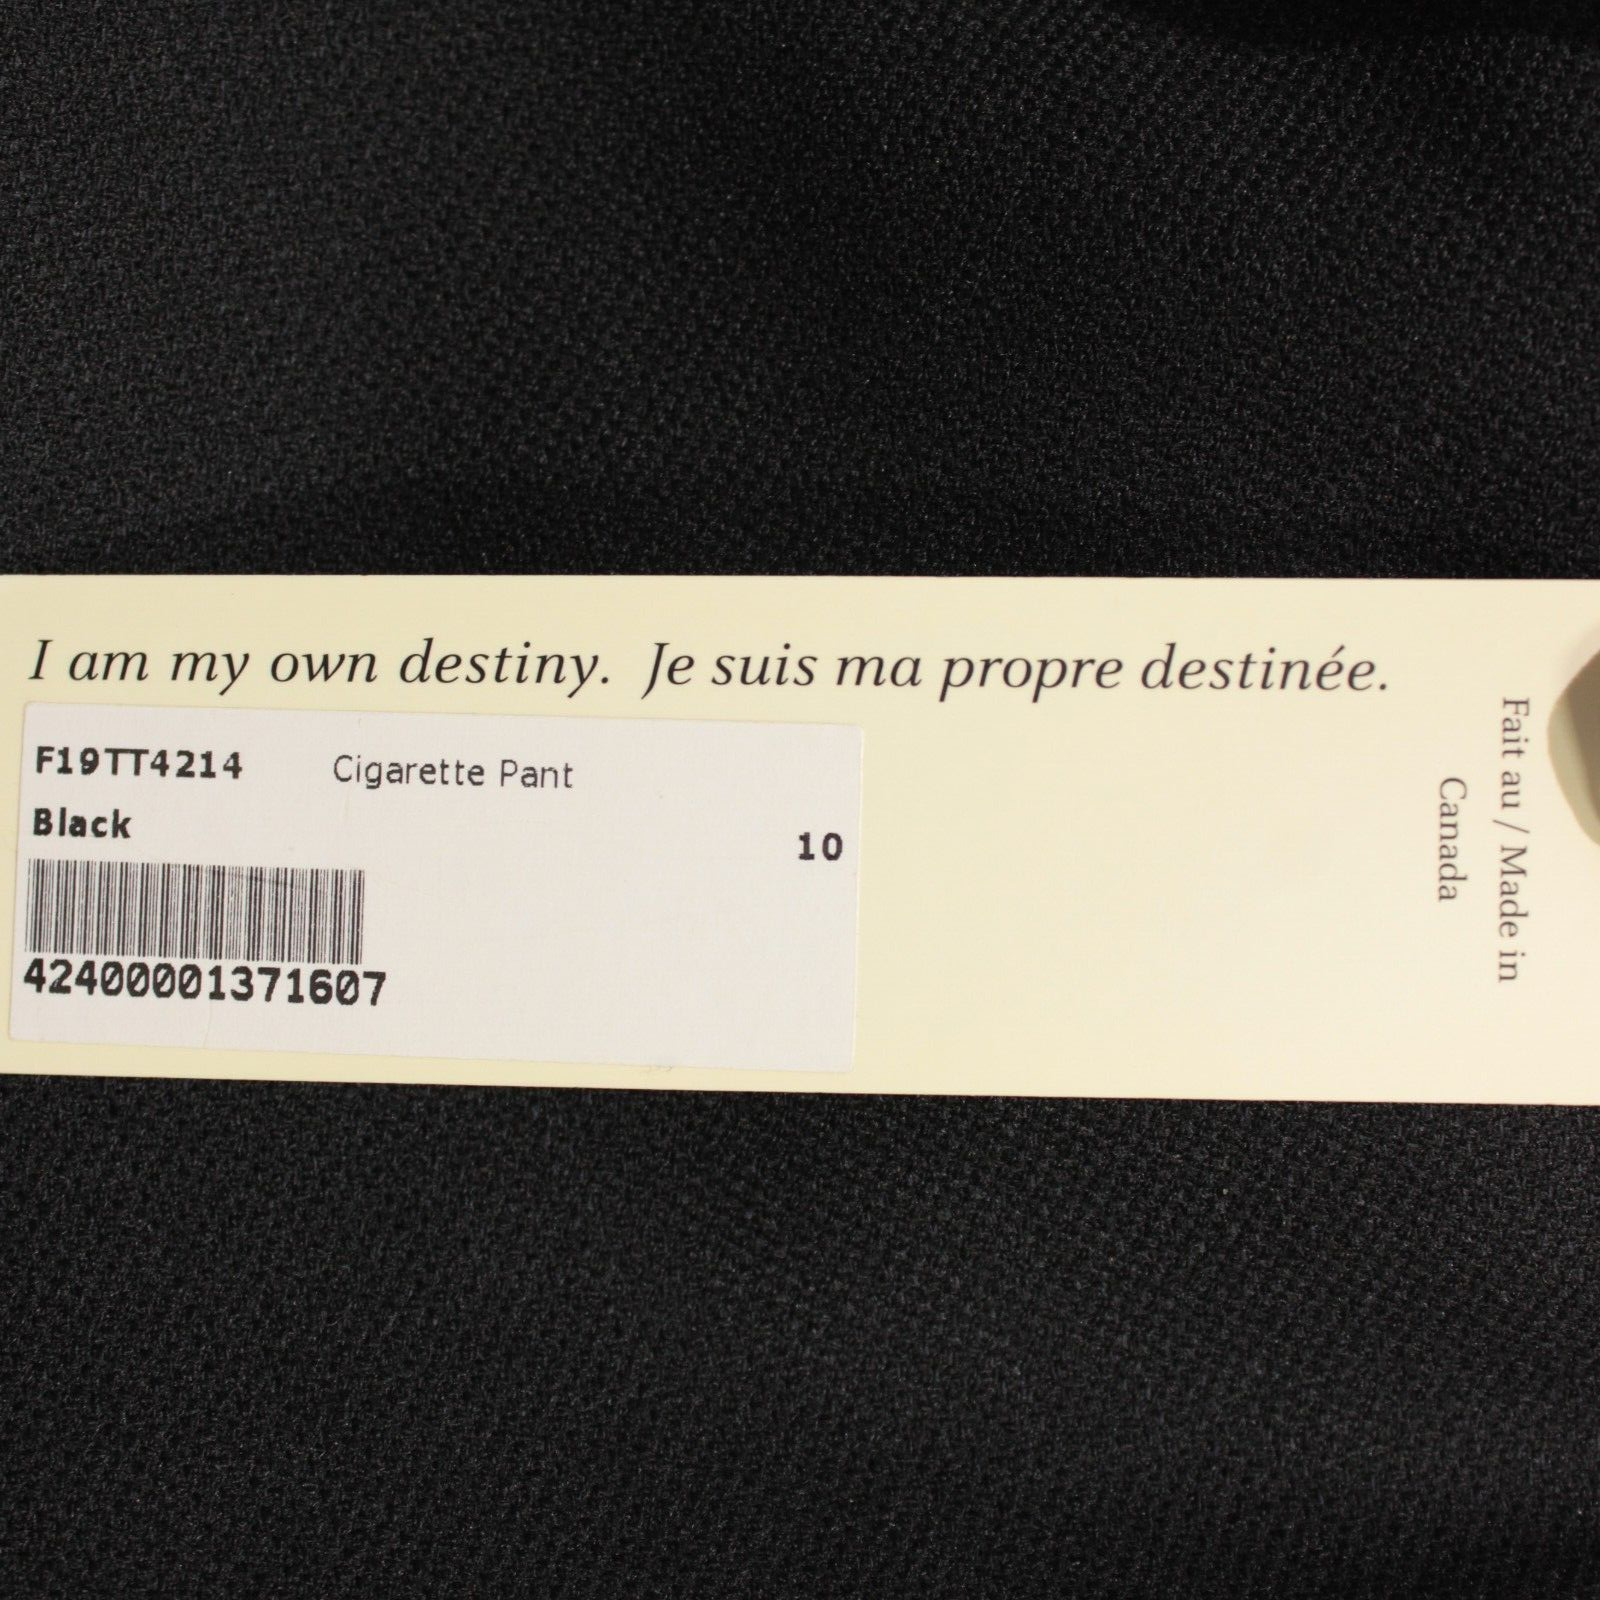 I am my own destiny. Je suis ma propre destinée.
F19TT4214 Cigarette Pant
Black
10
42400001371607
Fait au / Made in
Canada